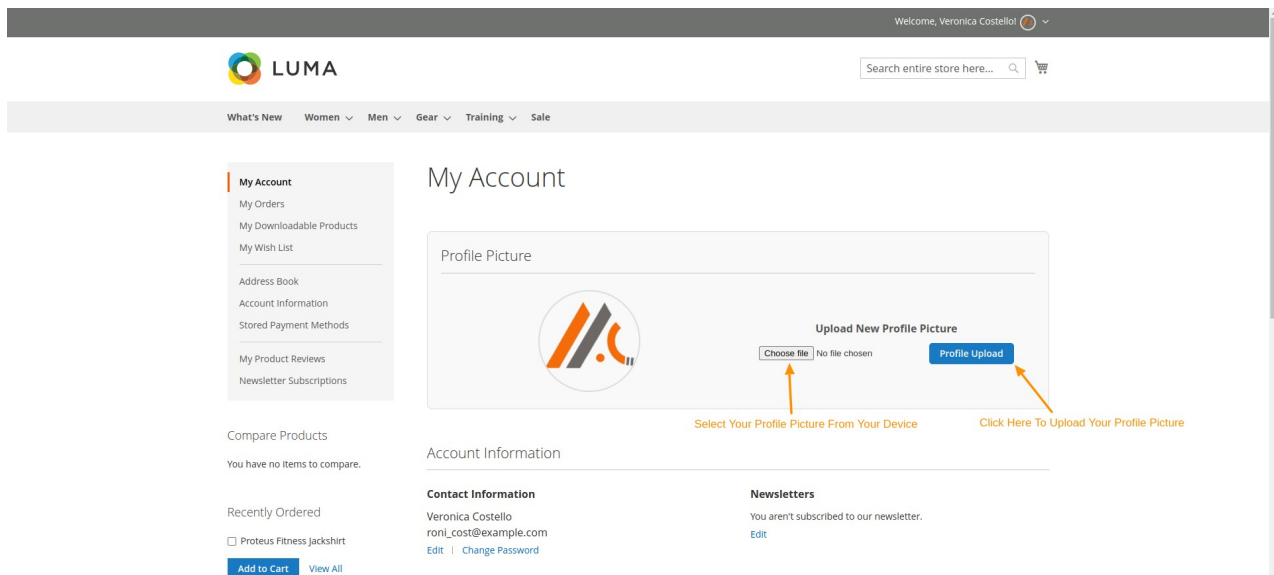 Welcome, Veronica Costello!
LUMA
Search entire store here...
What's New Women Men Gear Training Sale
My Account
My Orders
My Downloadable Products
My Wish List
Address Book
Account Information
Stored Payment Methods
My Product Reviews
Newsletter Subscriptions
Compare Products
You have no items to compare.
Recently Ordered
Proteus Fitness Jackshirt
Add to Cart View All
My Account
Profile Picture
Upload New Profile Picture
Choose file No file chosen Profile Upload
Select Your Profile Picture From Your Device
Click Here To Upload Your Profile Picture
Account Information
Contact Information
Veronica Costello
roni_cost@example.com
Edit | Change Password
Newsletters
You aren't subscribed to our newsletter.
Edit